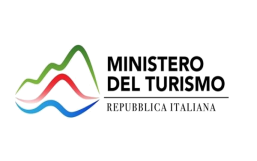 MINISTERO
DEL TURISMO
REPUBBLICA ITALIANA